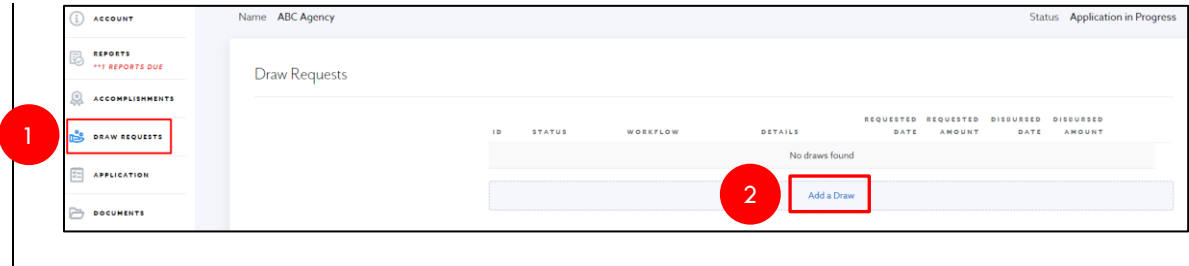 ACCOUNT
Name ABC Agency
Status Application in Progress
REPORTS
**1 REPORTS DUE
ACCOMPLISHMENTS
1
DRAW REQUESTS
APPLICATION
DOCUMENTS
Draw Requests
ID STATUS WORKFLOW DETAILS REQUESTED DATE REQUESTED AMOUNT DISBURSED DATE DISBURSED AMOUNT
No draws found
2
Add a Draw